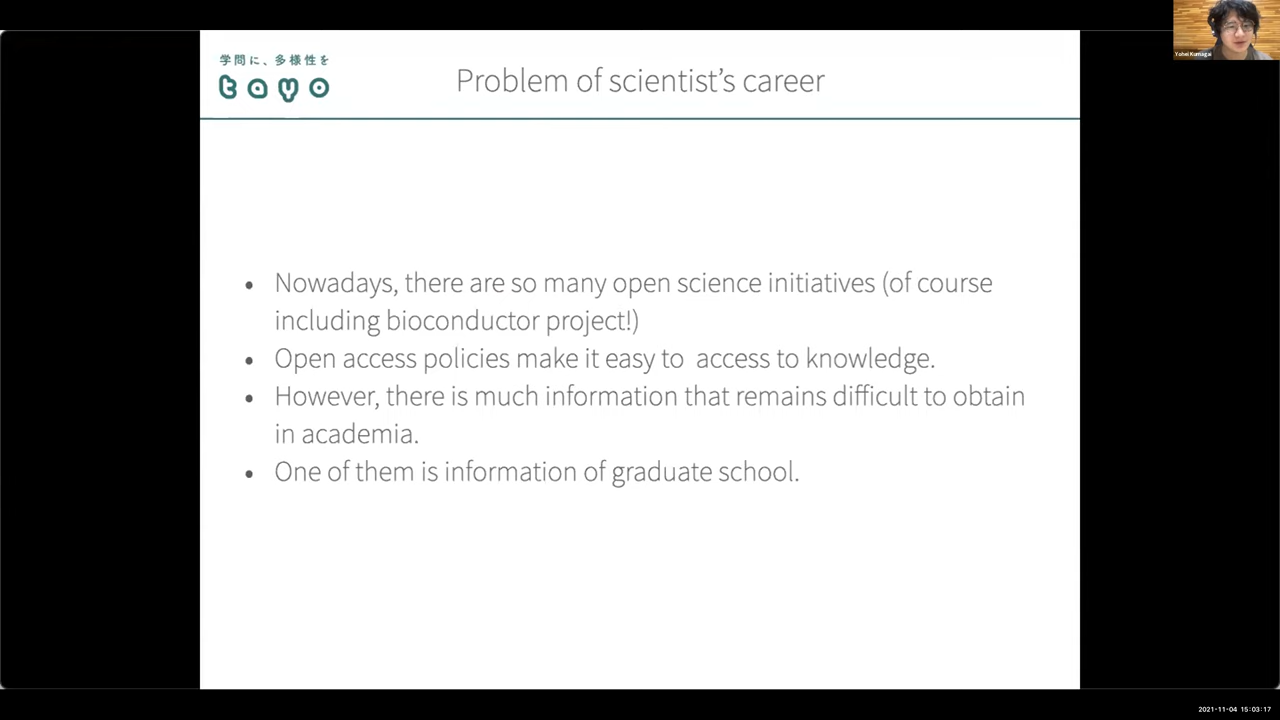 学問に、多様性を
tayo
Problem of scientist's career
Yohei Kumagai
• Nowadays, there are so many open science initiatives (of course
including bioconductor project!)
• Open access policies make it easy to  access to knowledge.
• However, there is much information that remains difficult to obtain
in academia.
• One of them is information of graduate school.
2021-11-04 15:03:17